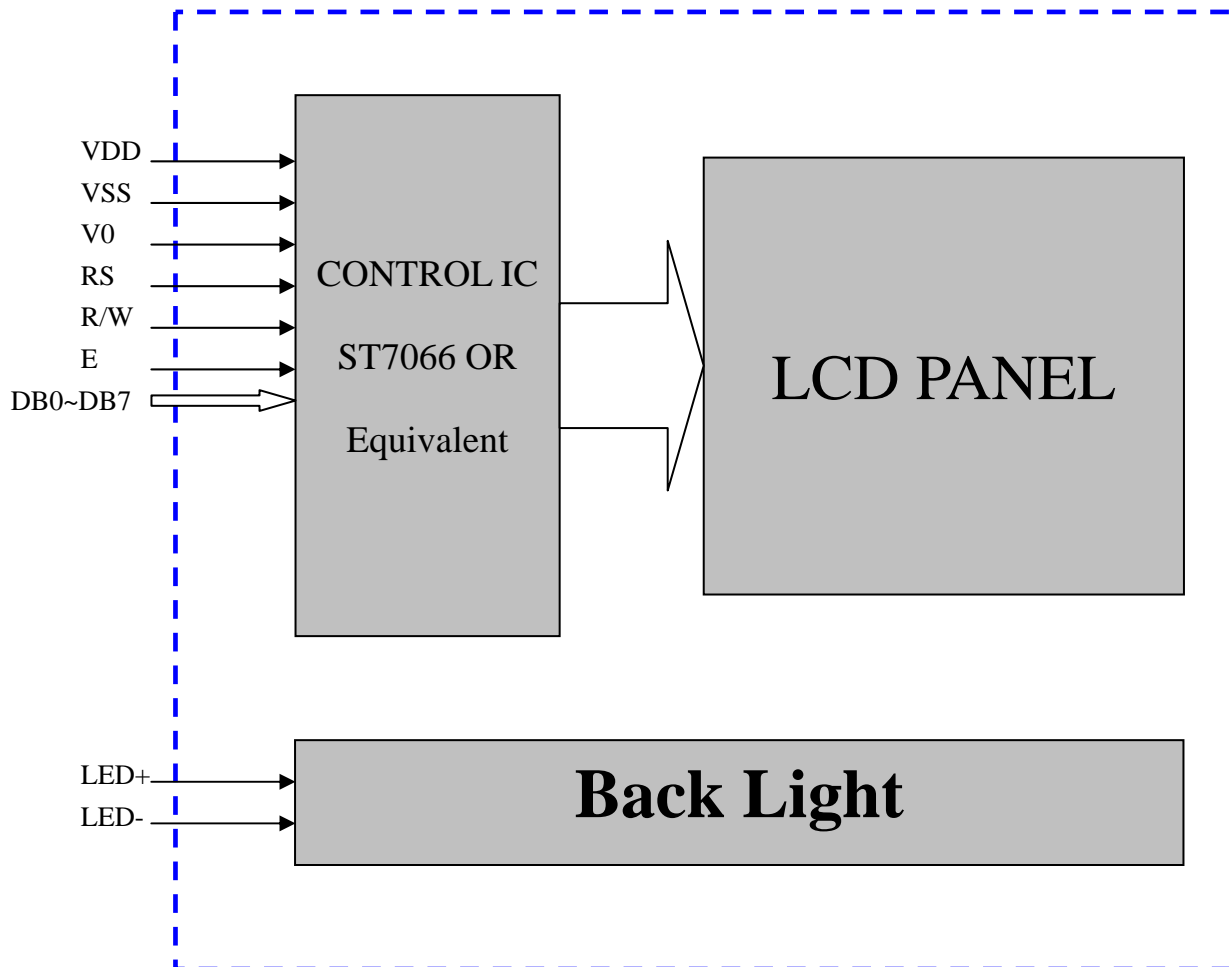 VDD
VSS
V0
RS
R/W
E
DB0~DB7
CONTROL IC
ST7066 OR
Equivalent
LCD PANEL
LED+
LED-
Back Light